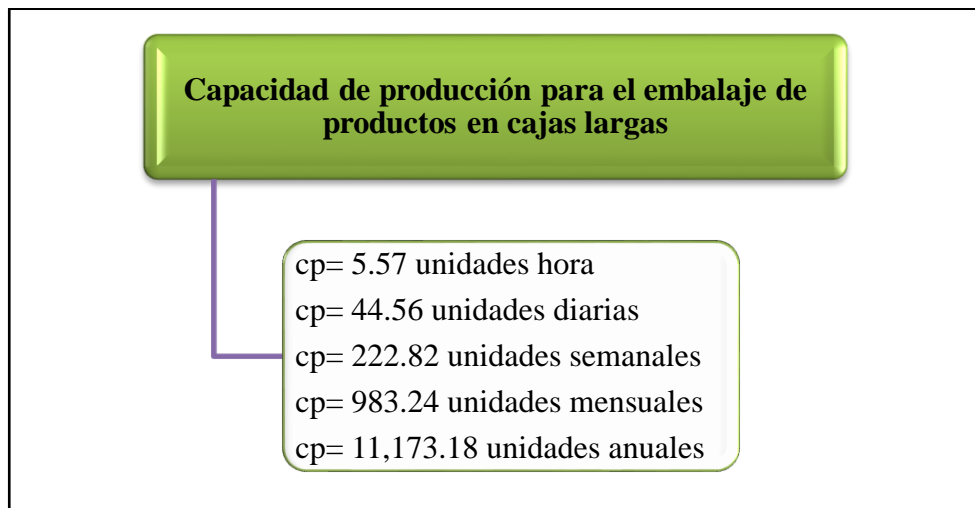 Capacidad de producción para el embalaje de
productos en cajas largas
cp= 5.57 unidades hora
cp= 44.56 unidades diarias
cp= 222.82 unidades semanales
cp= 983.24 unidades mensuales
cp= 11,173.18 unidades anuales